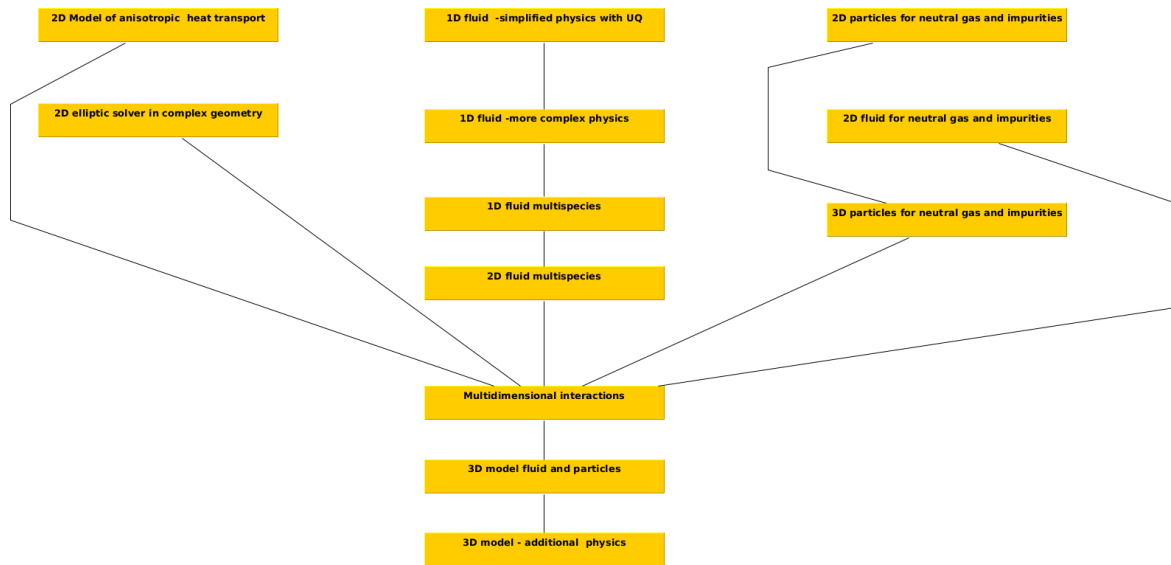 2D Model of anisotropic  heat transport
1D fluid  -simplified physics with UQ
2D particles for neutral gas and impurities
2D elliptic solver in complex geometry
1D fluid -more complex physics
2D fluid for neutral gas and impurities
1D fluid multispecies
3D particles for neutral gas and impurities
2D fluid multispecies
Multidimensional interactions
3D model fluid and particles
3D model - additional  physics